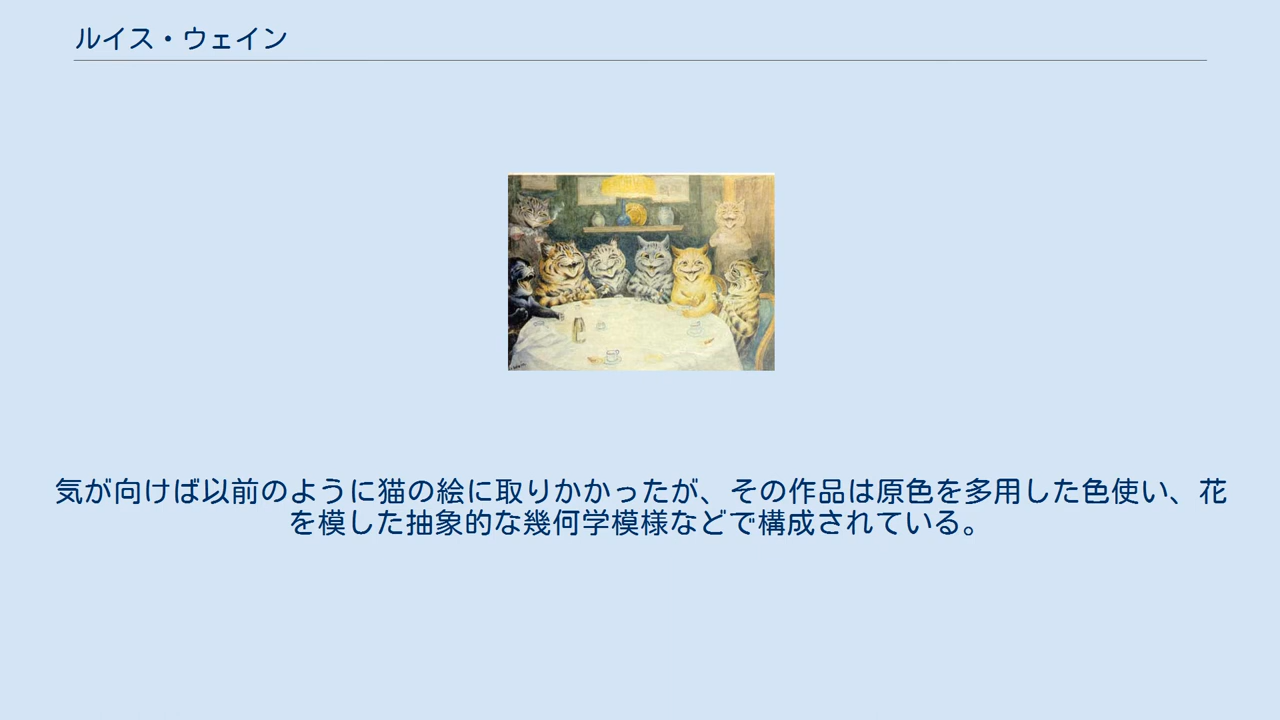 ルイス・ウェイン
気が向けば以前のように猫の絵に取りかかったが、その作品は原色を多用した色使い、花
を模した抽象的な幾何学模様などで構成されている。